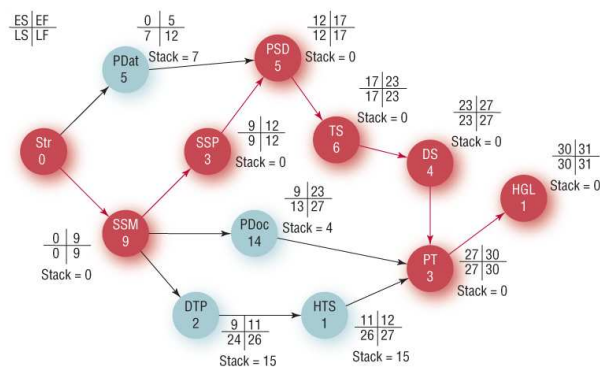 ES EF
LS LF
0 5
7 12
Stack = 7
PDat
5
12 17
12 17
Stack = 0
PSD
5
17 23
17 23
Stack = 0
TS
6
23 27
23 27
Stack = 0
DS
4
Str
0
SSP
3
9 12
9 12
Stack = 0
30 31
30 31
Stack = 0
HGL
1
SSM
9
0 9
0 9
Stack = 0
9 23
13 27
Stack = 4
PDoc
14
PT
3
27 30
27 30
Stack = 0
DTP
2
9 11
24 26
Stack = 15
HTS
1
11 12
26 27
Stack = 15